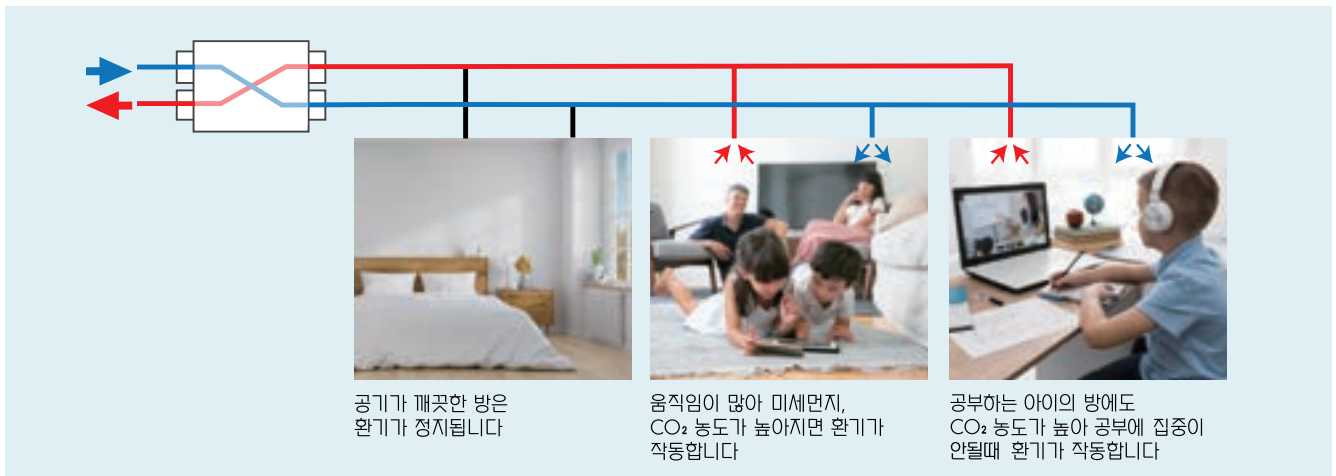 공기가 깨끗한 방은
환기가 정지됩니다
움직임이 많아 미세먼지,
CO₂ 농도가 높아지면 환기가
작동합니다
공부하는 아이의 방에도
CO₂ 농도가 높아 공부에 집중이
안될때 환기가 작동합니다